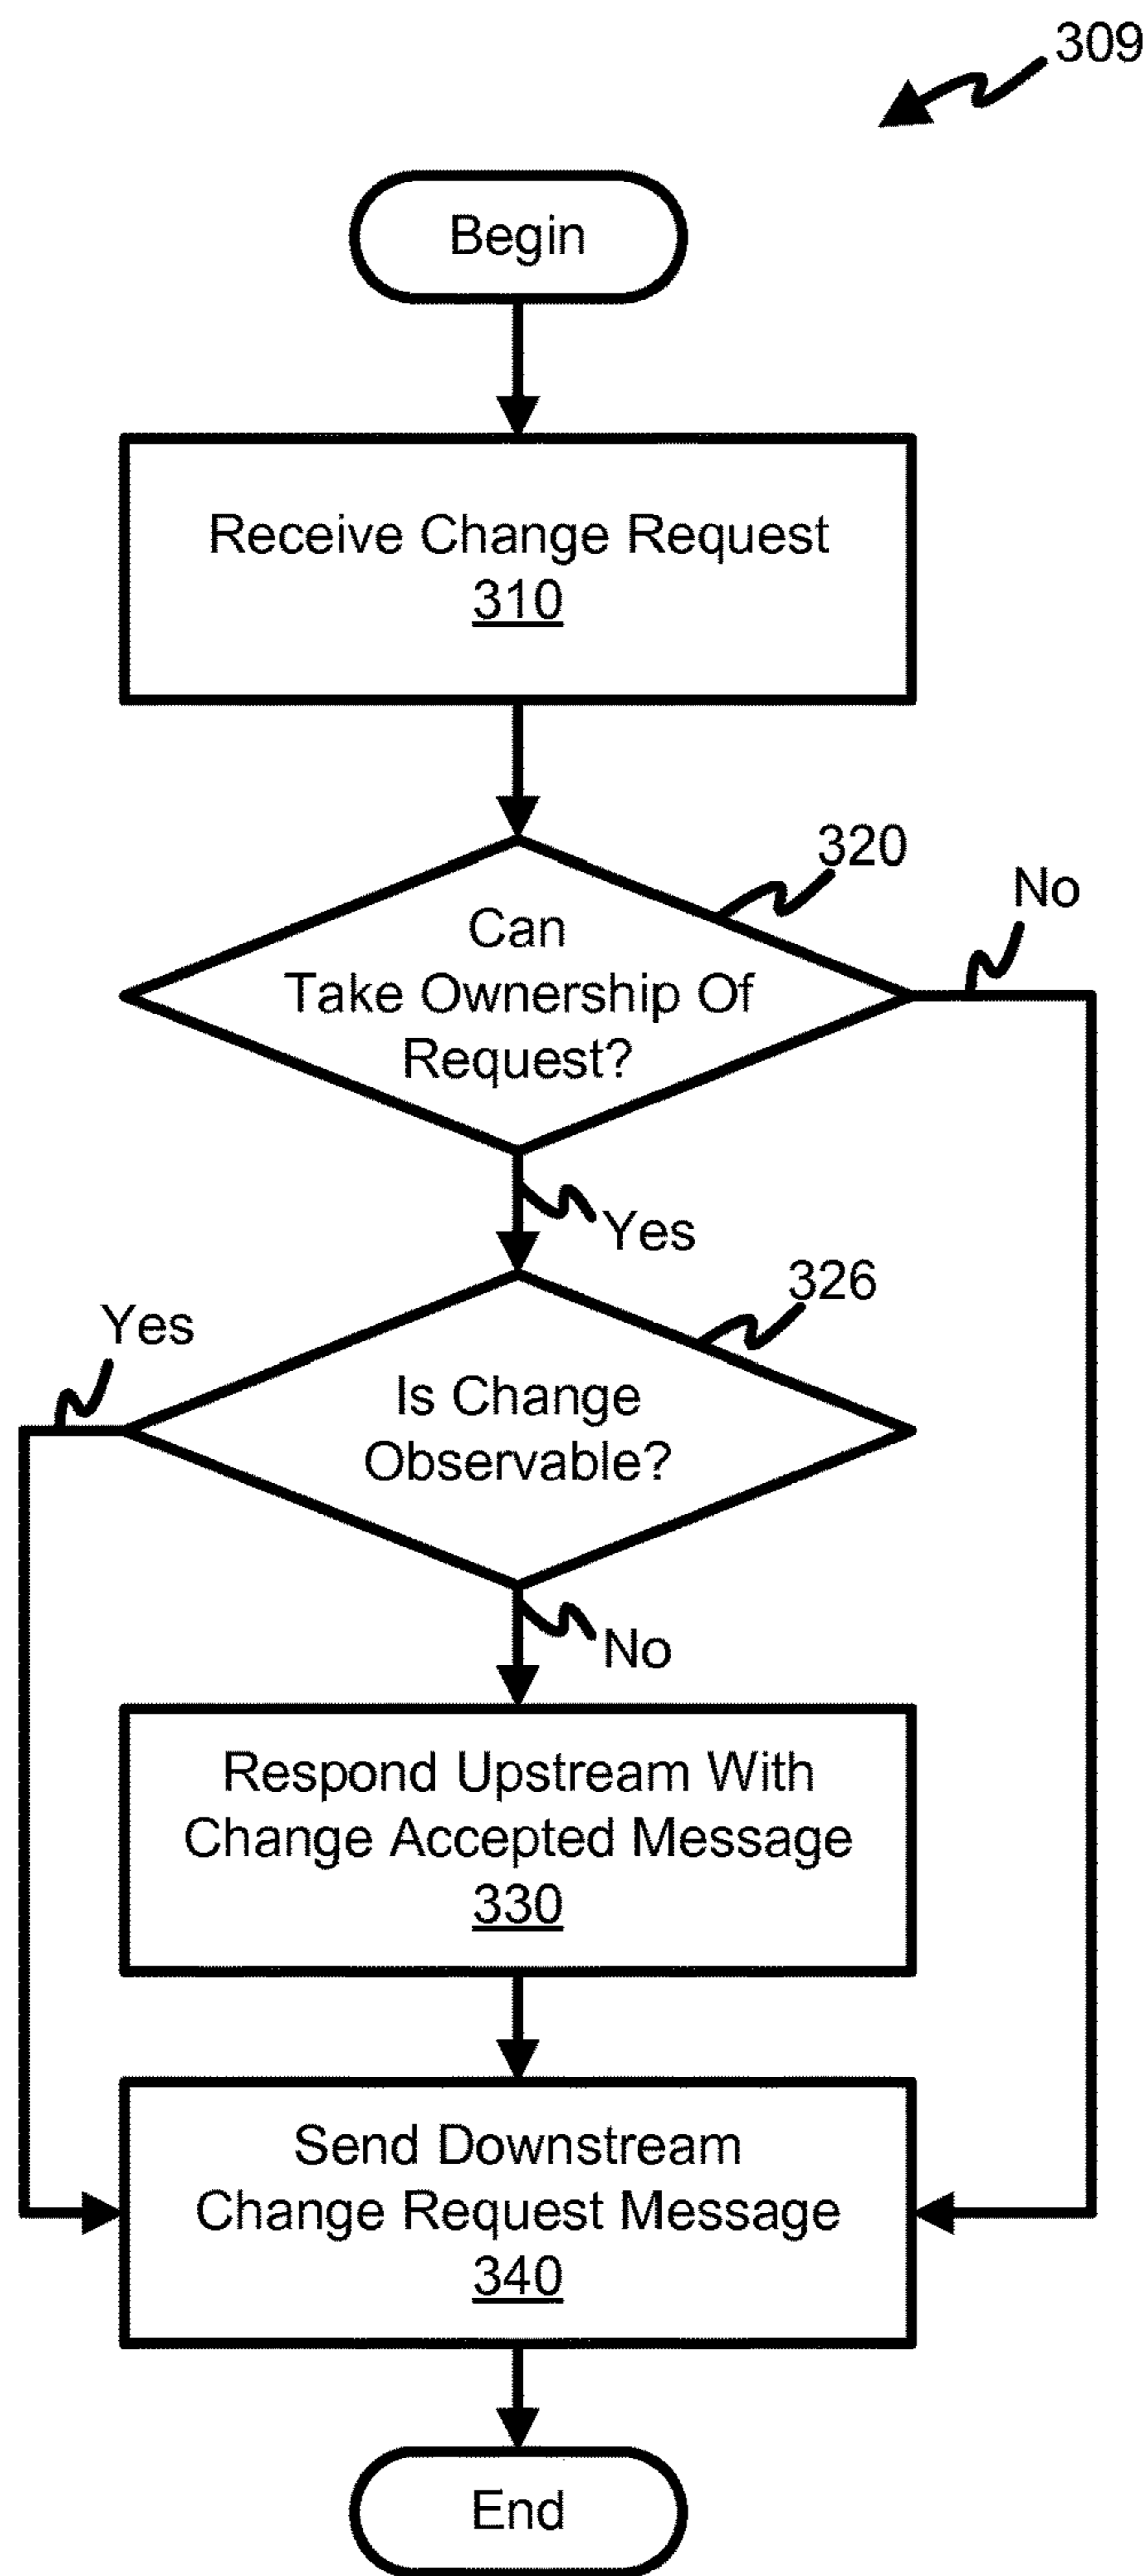 309
Begin
Receive Change Request
310
320
No
Can
Take Ownership Of
Request?
Yes
326
Yes
Is Change
Observable?
No
Respond Upstream With
Change Accepted Message
330
Send Downstream
Change Request Message
340
End